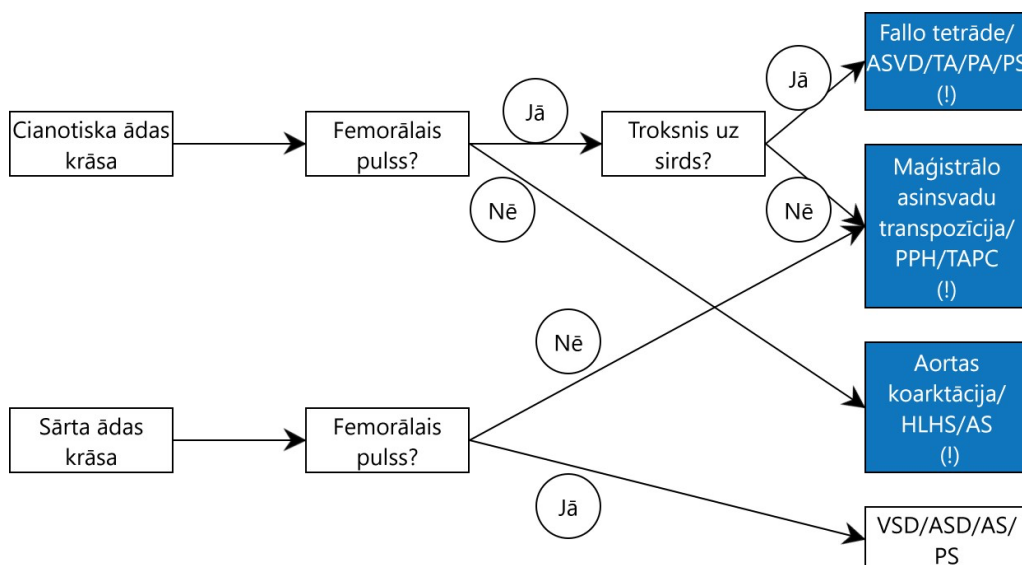 Cianotiska ādas
krāsa
Femorālais
pulss?
Jā
Nē
Troksnis uz
sirds?
Jā
Nē
Fallo tetrāde/
ASVD/TA/PA/PS
(!)
Maģistrālo
asinsvadu
transpozīcija/
PPH/TAPC
(!)
Sārta ādas
krāsa
Femorālais
pulss?
Nē
Jā
Aortas
koarktācija/
HLHS/AS
(!)
VSD/ASD/AS/
PS